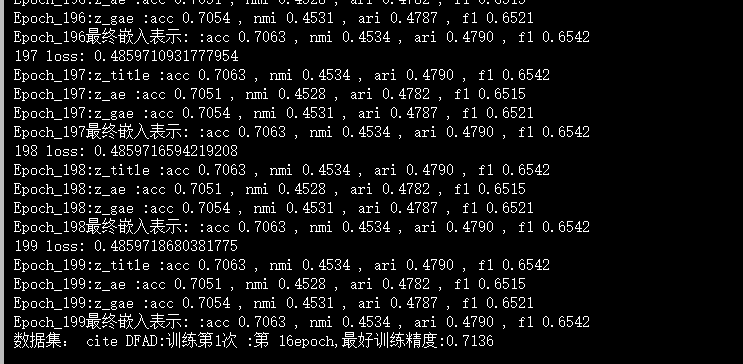 Epoch_196:z_ae :acc 0.7051 , nmi 0.4528 , ari 0.4782 , f1 0.6515
Epoch_196:z_gae :acc 0.7054 , nmi 0.4531 , ari 0.4787 , f1 0.6521
Epoch_196最终嵌入表示: :acc 0.7063 , nmi 0.4534 , ari 0.4790 , f1 0.6542
197 loss: 0.4859710931777954
Epoch_197:z_title :acc 0.7063 , nmi 0.4534 , ari 0.4790 , f1 0.6542
Epoch_197:z_ae :acc 0.7051 , nmi 0.4528 , ari 0.4782 , f1 0.6515
Epoch_197:z_gae :acc 0.7054 , nmi 0.4531 , ari 0.4787 , f1 0.6521
Epoch_197最终嵌入表示: :acc 0.7063 , nmi 0.4534 , ari 0.4790 , f1 0.6542
198 loss: 0.4859716594219208
Epoch_198:z_title :acc 0.7063 , nmi 0.4534 , ari 0.4790 , f1 0.6542
Epoch_198:z_ae :acc 0.7051 , nmi 0.4528 , ari 0.4782 , f1 0.6515
Epoch_198:z_gae :acc 0.7054 , nmi 0.4531 , ari 0.4787 , f1 0.6521
Epoch_198最终嵌入表示: :acc 0.7063 , nmi 0.4534 , ari 0.4790 , f1 0.6542
199 loss: 0.4859718680381775
Epoch_199:z_title :acc 0.7063 , nmi 0.4534 , ari 0.4790 , f1 0.6542
Epoch_199:z_ae :acc 0.7051 , nmi 0.4528 , ari 0.4782 , f1 0.6515
Epoch_199:z_gae :acc 0.7054 , nmi 0.4531 , ari 0.4787 , f1 0.6521
Epoch_199最终嵌入表示: :acc 0.7063 , nmi 0.4534 , ari 0.4790 , f1 0.6542
数据集: cite DFAD:训练第1次 :第 16epoch,最好训练精度:0.7136